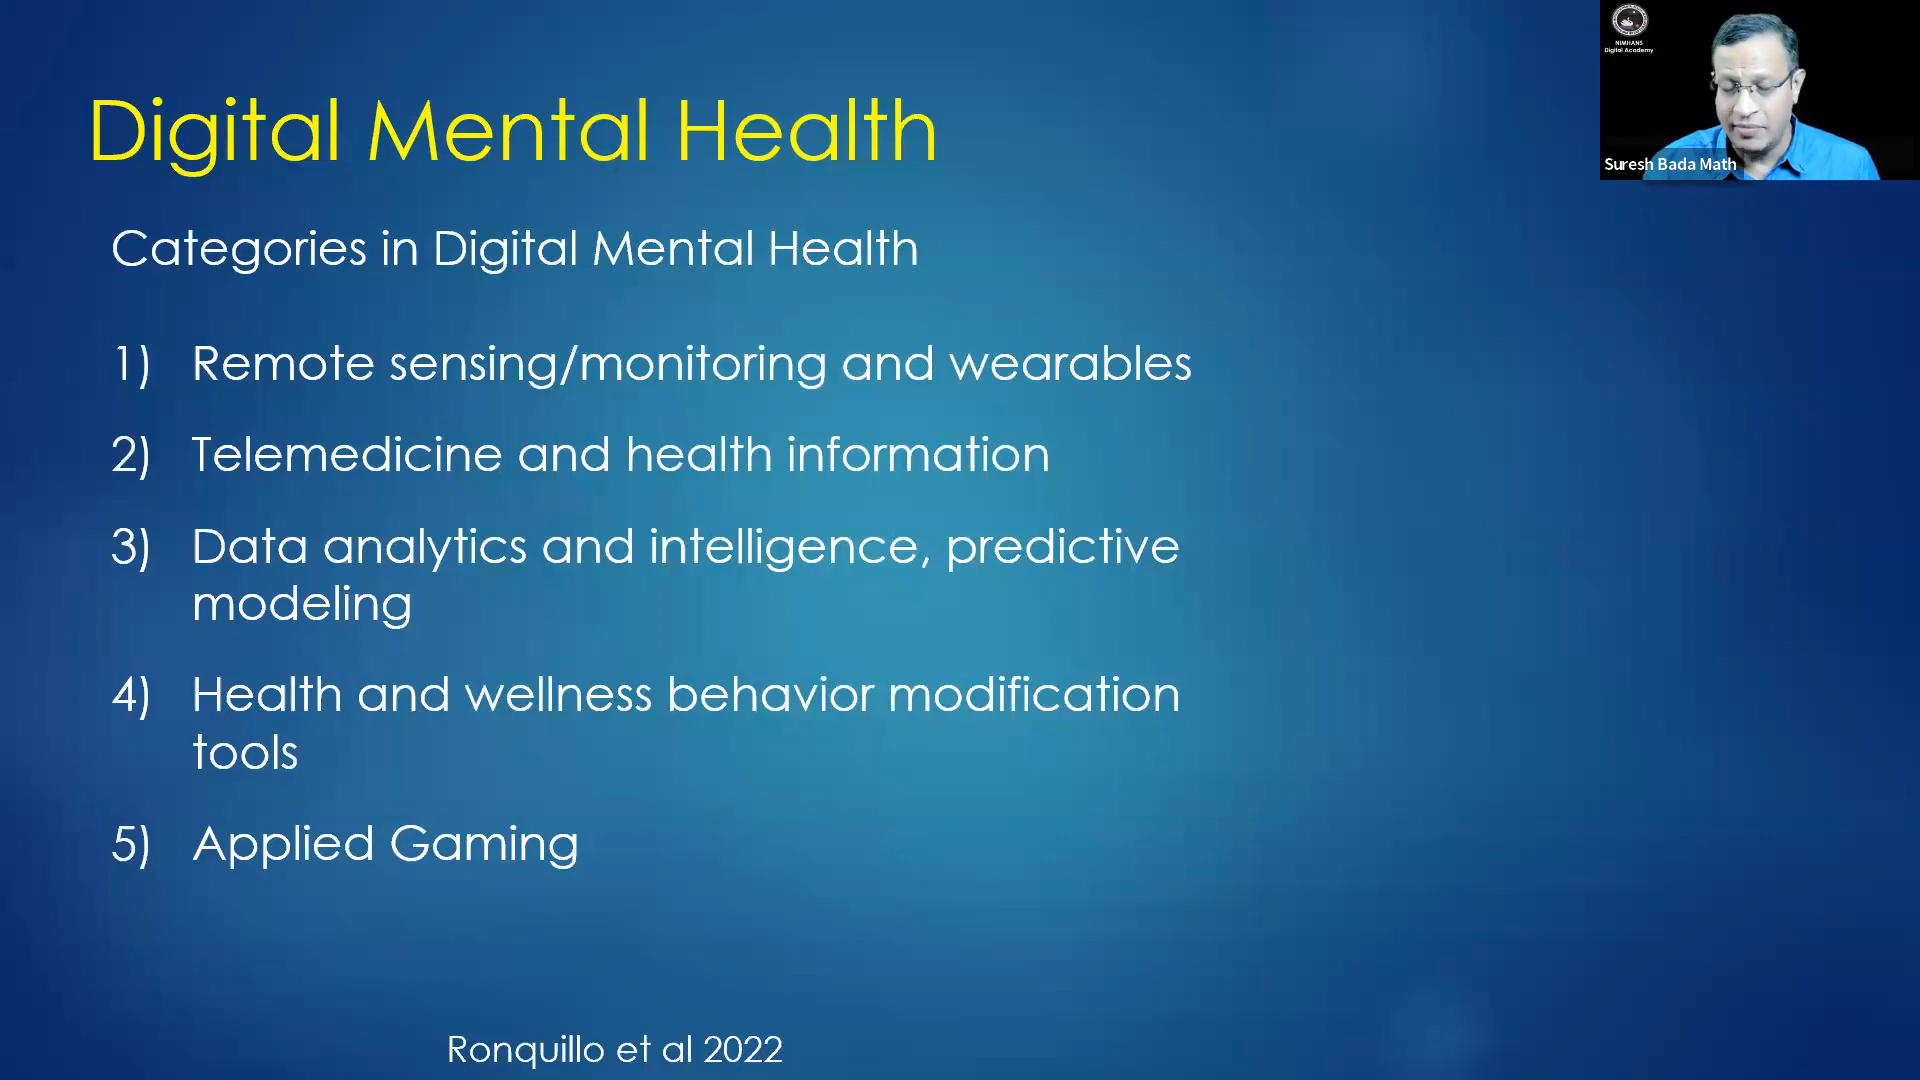 Digital Mental Health
Categories in Digital Mental Health
1) Remote sensing/monitoring and wearables
2) Telemedicine and health information
3) Data analytics and intelligence, predictive
modeling
4) Health and wellness behavior modification
tools
5) Applied Gaming
Ronquillo et al 2022
NIMHANS
Digital Academy
Suresh Bada Math